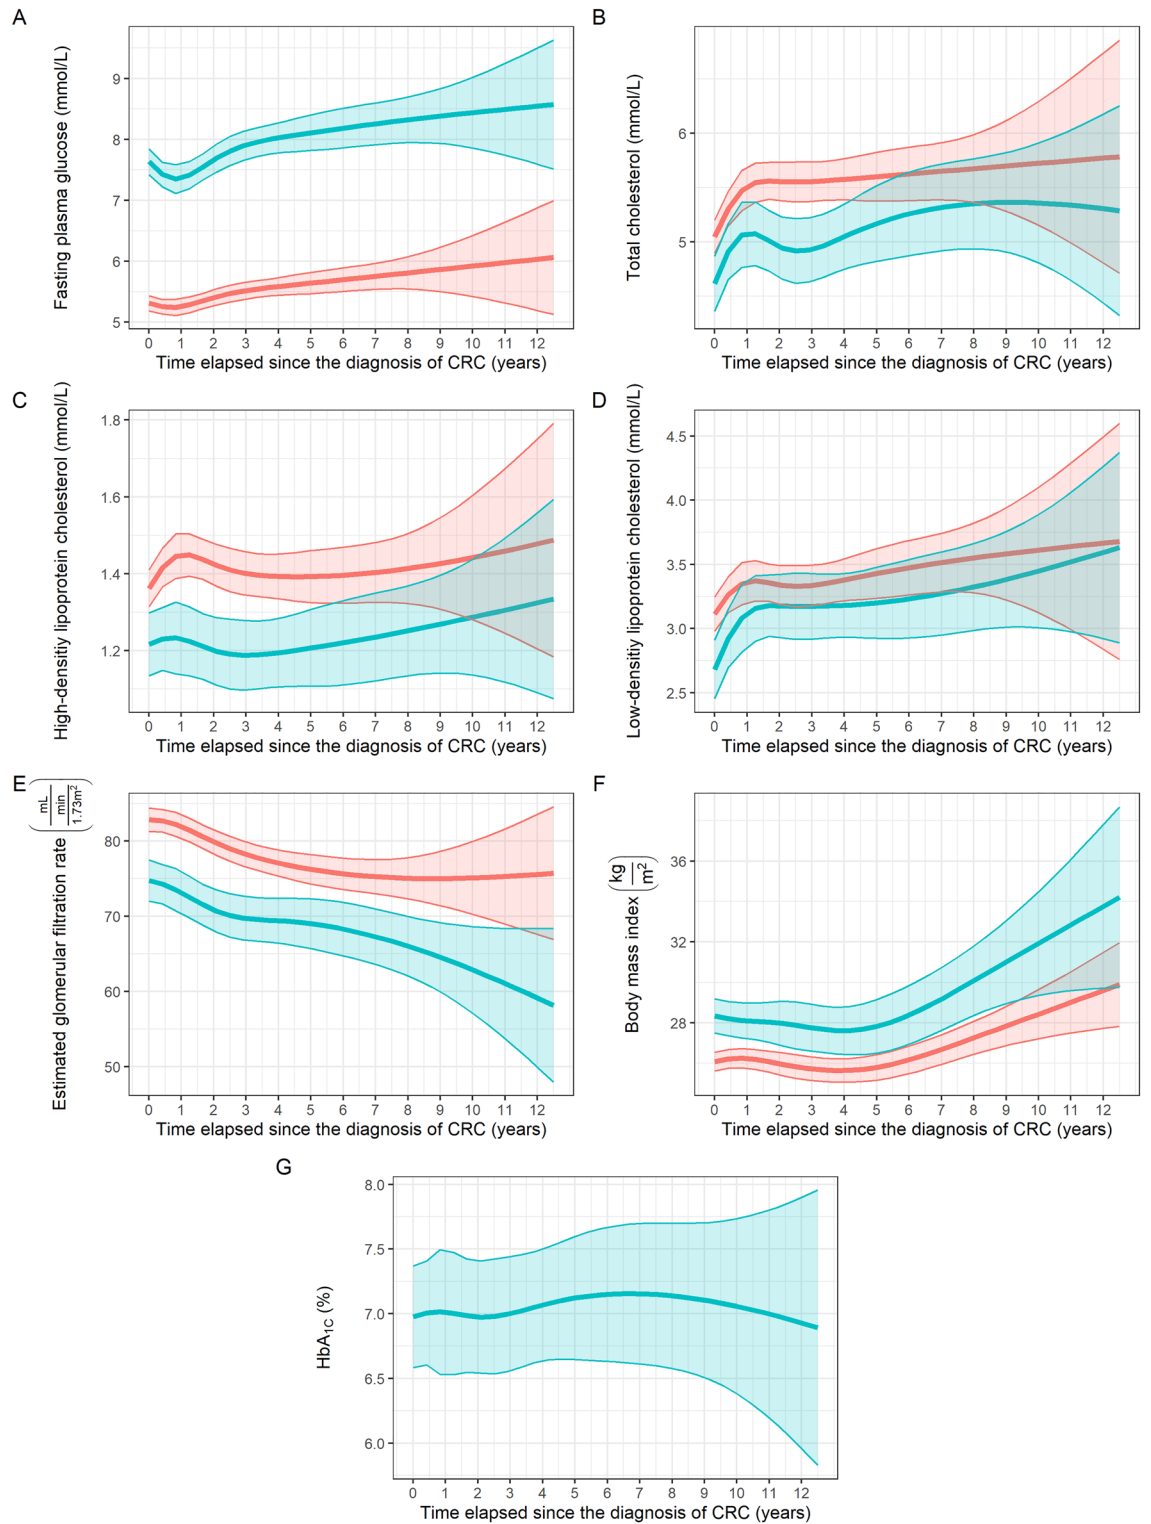 A
Fasting plasma glucose (mmol/L)
9
8
7
6
5
0 1 2 3 4 5 6 7 8 9 10 11 12
Time elapsed since the diagnosis of CRC (years)
B
Total cholesterol (mmol/L)
6
5
0 1 2 3 4 5 6 7 8 9 10 11 12
Time elapsed since the diagnosis of CRC (years)
C
High-densitiy lipoprotein cholesterol (mmol/L)
1.8
1.6
1.4
1.2
0 1 2 3 4 5 6 7 8 9 10 11 12
Time elapsed since the diagnosis of CRC (years)
D
Low-densitiy lipoprotein cholesterol (mmol/L)
4.5
4.0
3.5
3.0
2.5
0 1 2 3 4 5 6 7 8 9 10 11 12
Time elapsed since the diagnosis of CRC (years)
E
Estimated glomerular filtration rate (mL/min/1.73m²)
80
70
60
50
0 1 2 3 4 5 6 7 8 9 10 11 12
Time elapsed since the diagnosis of CRC (years)
F
Body mass index (kg/m²)
36
32
28
0 1 2 3 4 5 6 7 8 9 10 11 12
Time elapsed since the diagnosis of CRC (years)
G
HbA1C (%)
8.0
7.5
7.0
6.5
6.0
0 1 2 3 4 5 6 7 8 9 10 11 12
Time elapsed since the diagnosis of CRC (years)